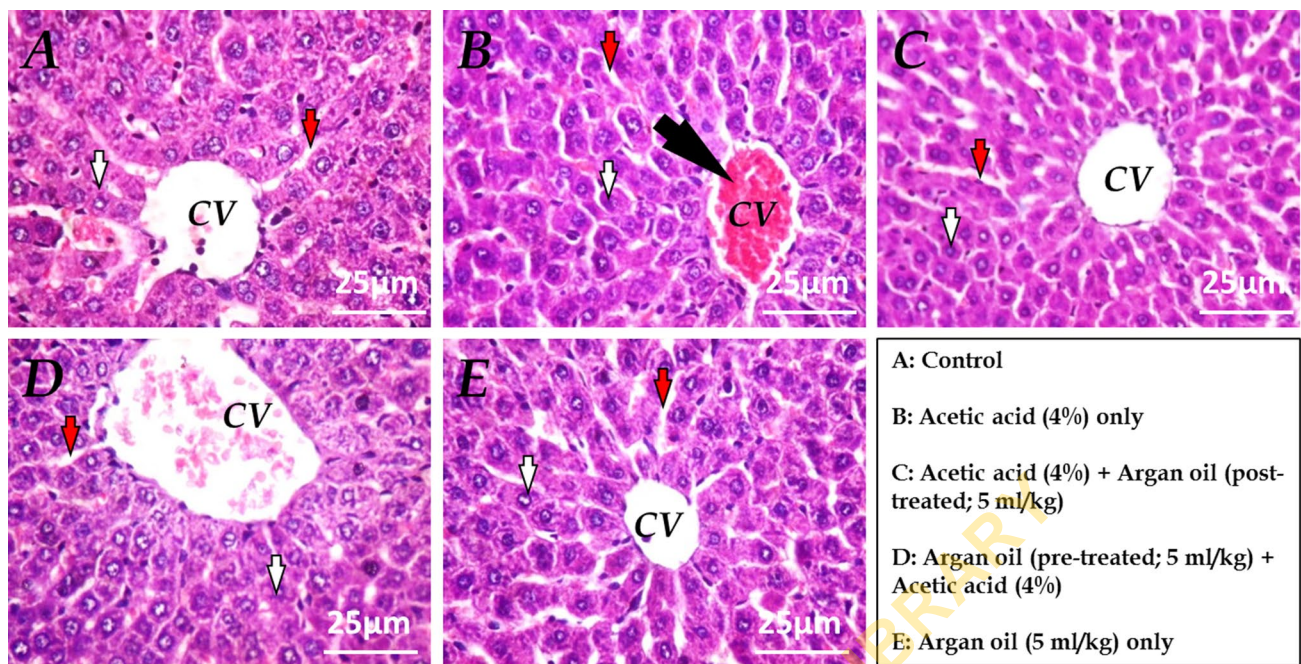 A
CV
25µm
B
CV
25µm
C
CV
25µm
D
CV
25µm
E
CV
25µm
A: Control
B: Acetic acid (4%) only
C: Acetic acid (4%) + Argan oil (post-
treated; 5 ml/kg)
D: Argan oil (pre-treated; 5 ml/kg) +
Acetic acid (4%)
E: Argan oil (5 ml/kg) only